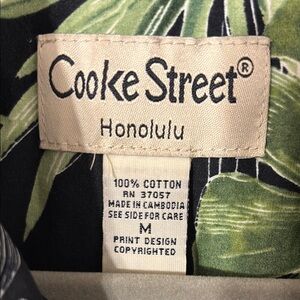 Cooke Street®
Honolulu
100% COTTON
RN 37057
MADE IN CAMBODIA
SEE SIDE FOR CARE
M
PRINT DESIGN
COPYRIGHTED